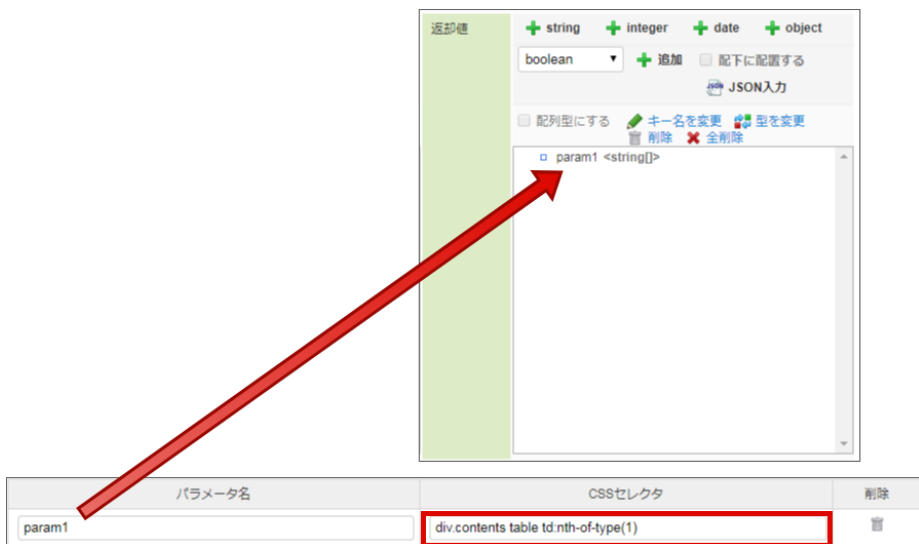 返却値
string integer date object
boolean 追加 配下に配置する
JSON入力
配列型にする キー名を変更 型を変更
削除 全削除
param1 <string[]>
パラメータ名 CSSセレクタ 削除
param1 div.contents table td:nth-of-type(1)